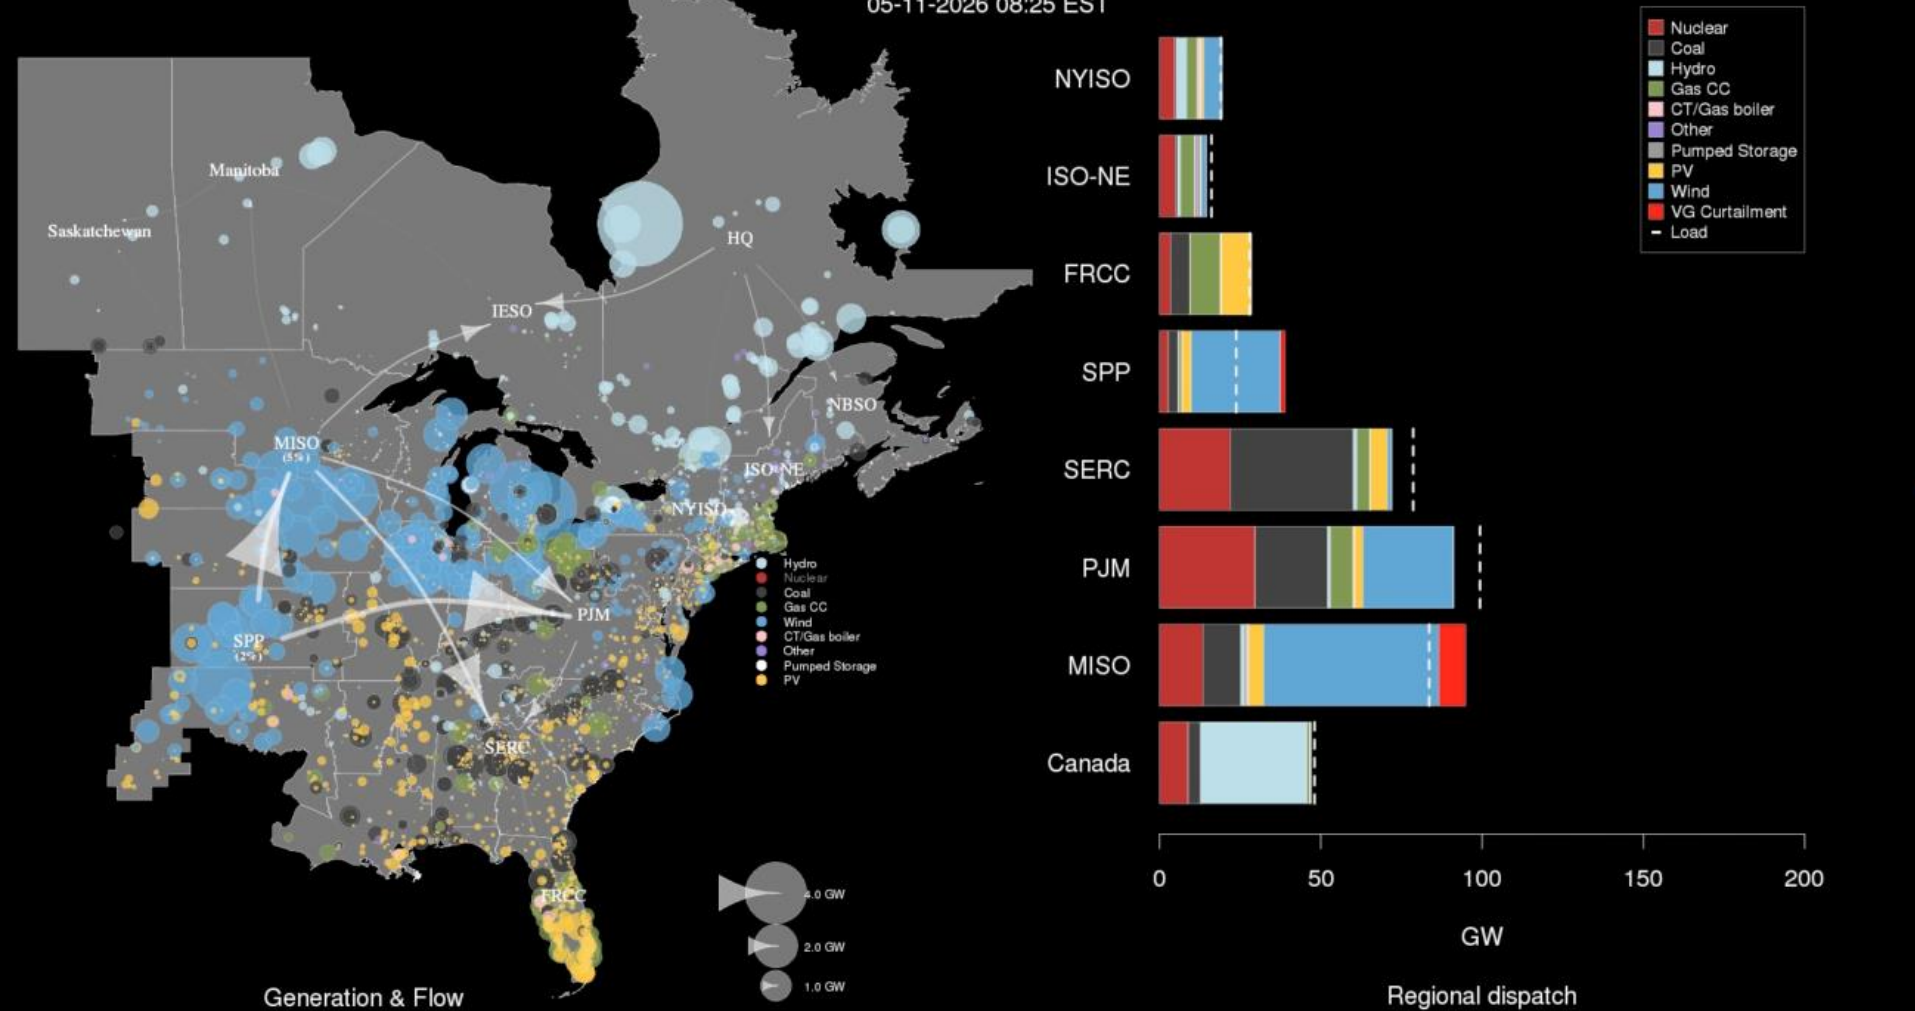 05-11-2026 08:25 EST
Manitoba
Saskatchewan
HQ
IESO
NBSO
MISO
(5%)
ISO-NE
NYISO
PJM
SPP
(2%)
SERC
FRCC
Hydro
Nuclear
Coal
Gas CC
Wind
CT/Gas boiler
Other
Pumped Storage
PV
4.0 GW
2.0 GW
1.0 GW
Generation & Flow
NYISO
ISO-NE
FRCC
SPP
SERC
PJM
MISO
Canada
0 50 100 150 200
GW
Regional dispatch
Nuclear
Coal
Hydro
Gas CC
CT/Gas boiler
Other
Pumped Storage
PV
Wind
VG Curtailment
Load